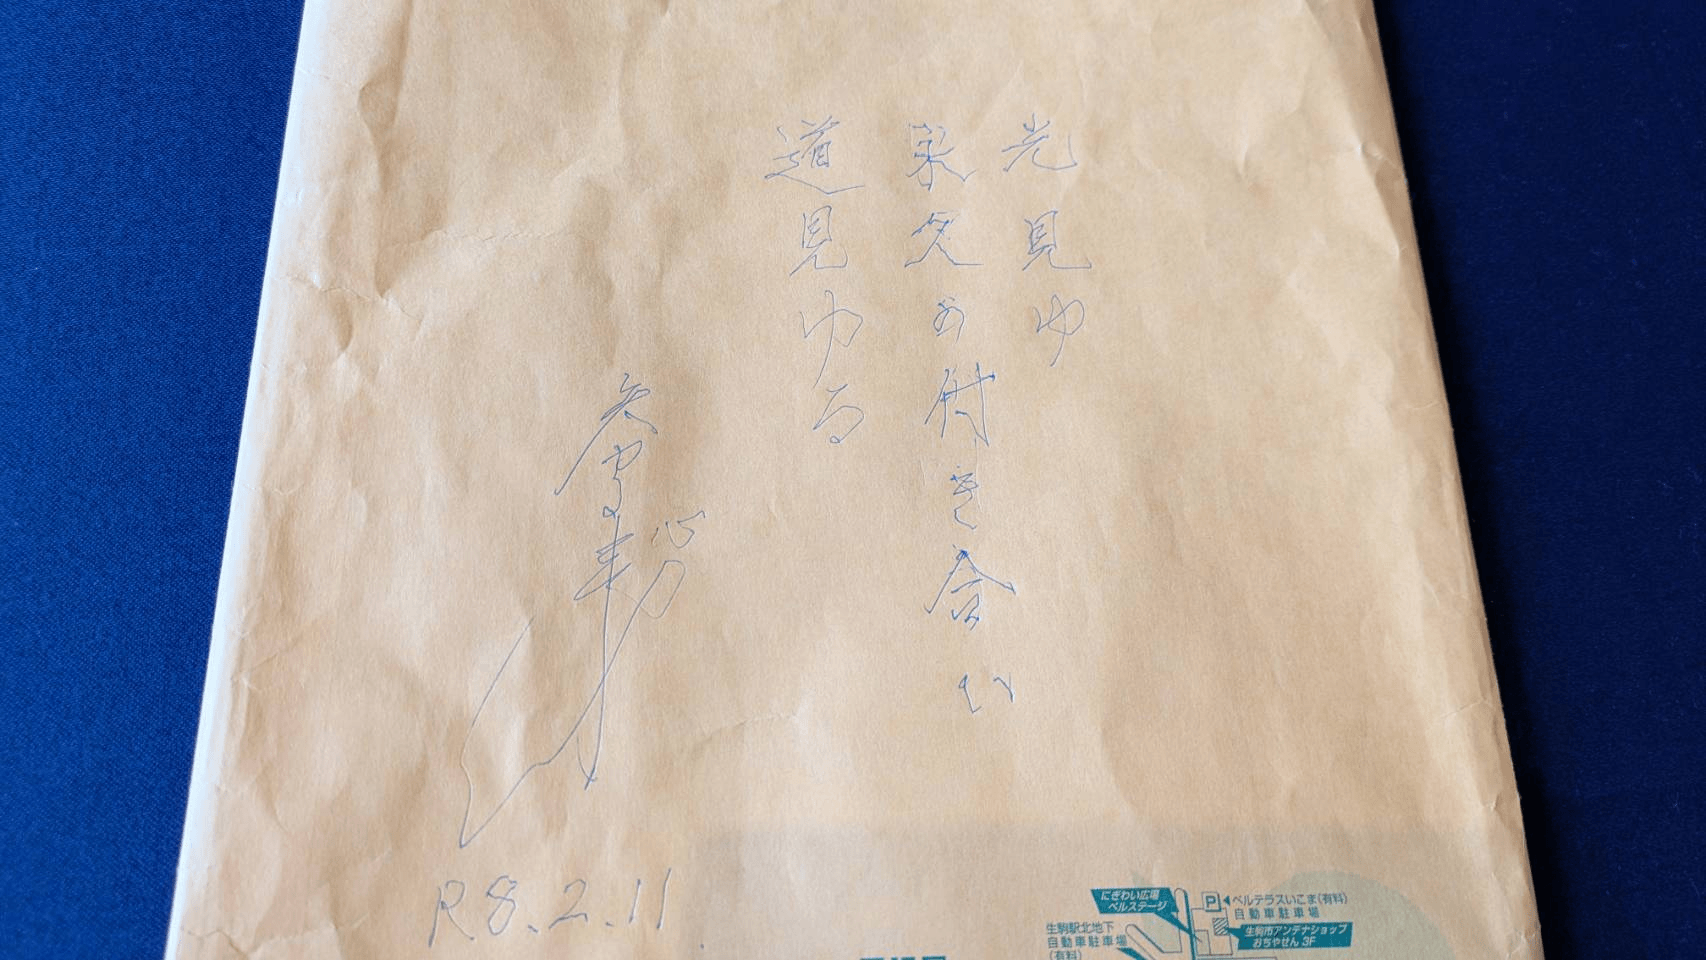 光見ゆ
家族の財き合い
道見ゆる
R8.2.11.
にぎわい広場
ベルステージ
P ◀ベルテラスいこま(有料)
自動車駐車場
生駒市アンテナショップ
おちやせん 3F
生駒駅北地下
自動車駐車場
(有料)